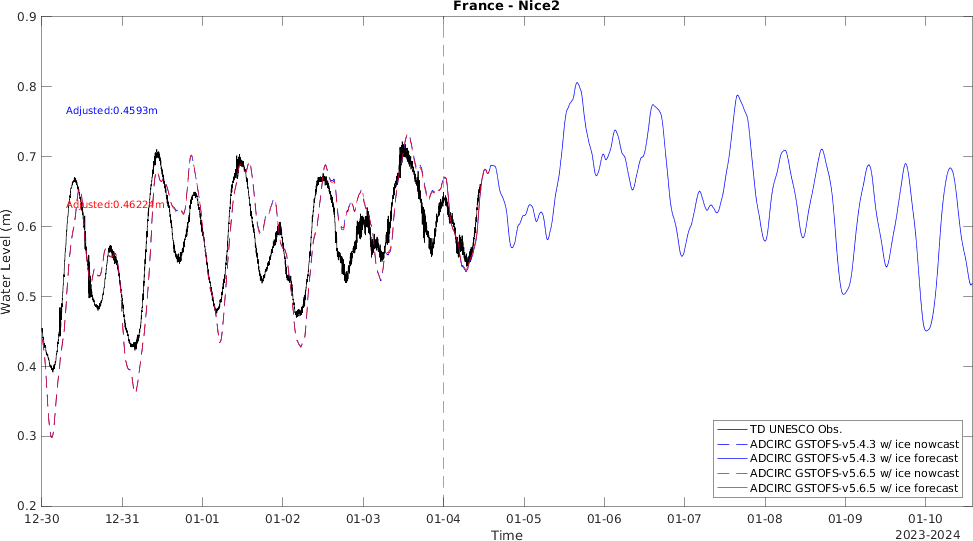 France - Nice2
0.9
0.8
0.7
0.6
0.5
0.4
0.3
0.2
Water Level (m)
Adjusted:0.4593m
Adjusted:0.46224m
TD UNESCO Obs.
ADCIRC GSTOFS-v5.4.3 w/ ice nowcast
ADCIRC GSTOFS-v5.4.3 w/ ice forecast
ADCIRC GSTOFS-v5.6.5 w/ ice nowcast
ADCIRC GSTOFS-v5.6.5 w/ ice forecast
12-30 12-31 01-01 01-02 01-03 01-04 01-05 01-06 01-07 01-08 01-09 01-10
Time
2023-2024